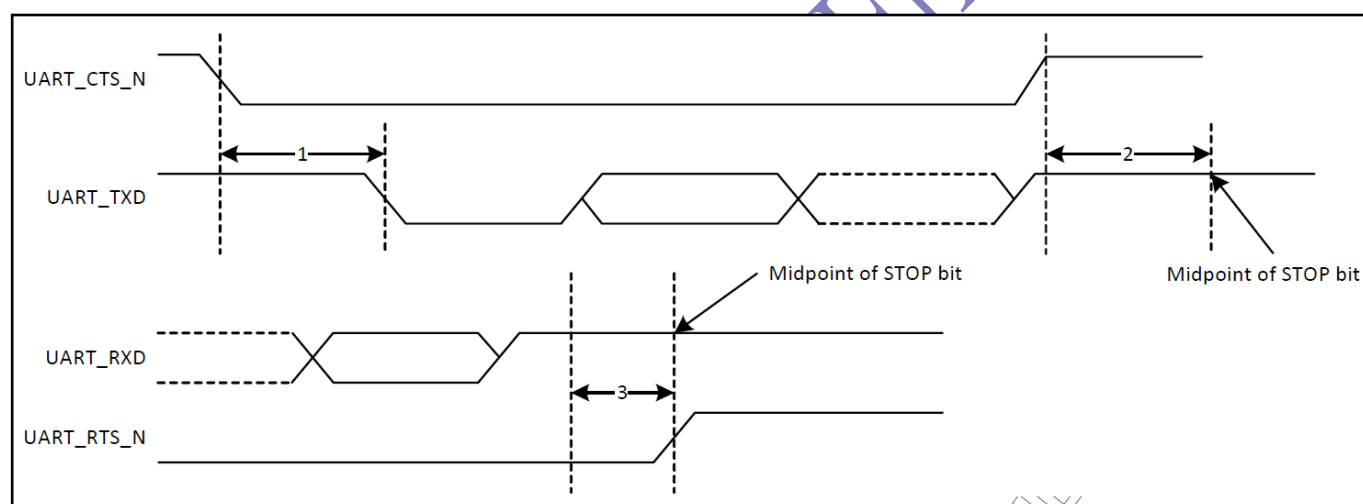 UART_CTS_N
1
2
UART_TXD
Midpoint of STOP bit
Midpoint of STOP bit
UART_RXD
3
UART_RTS_N